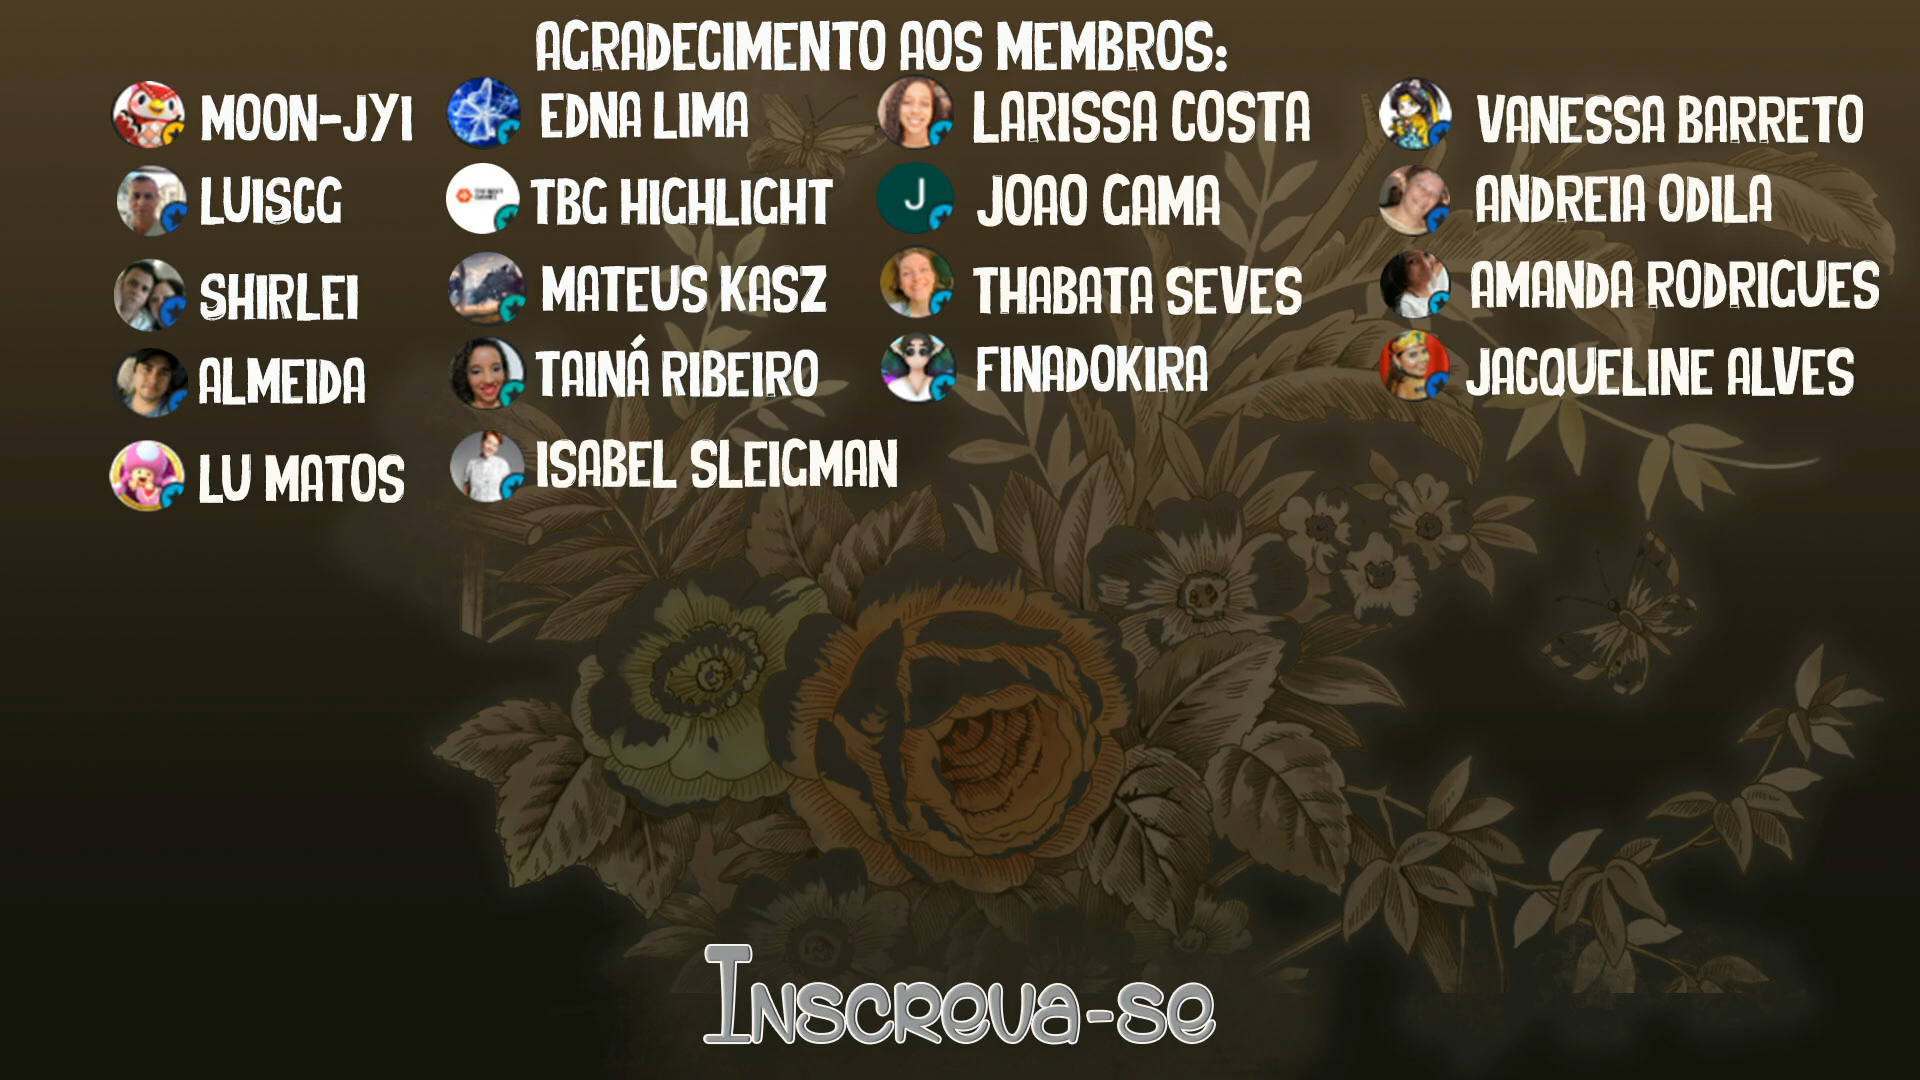 AGRADECIMENTO AOS MEMBROS:
MOON-JYI
EDNA LIMA
LARISSA COSTA
VANESSA BARRETO
LUISCG
TBG HIGHLIGHT
J
JOAO GAMA
ANDREIA ODILA
SHIRLEI
MATEUS KASZ
THABATA SEVES
AMANDA RODRIGUES
ALMEIDA
TAINÁ RIBEIRO
FINADOKIRA
JACQUELINE ALVES
LU MATOS
ISABEL SLEIGMAN
Inscreva-se